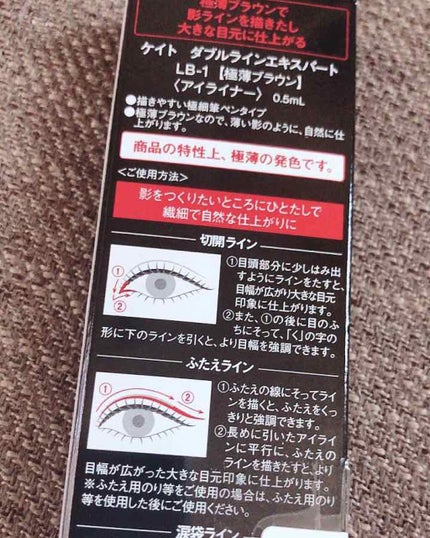 極薄ブラウンで
影ラインを描きたし
大きな目元に仕上がる
ケイト ダブルラインエキスパート
LB-1【極薄ブラウン】
〈アイライナー〉 0.5mL
●描きやすい極細筆ペンタイプ
●極薄ブラウンなので、薄い影のように、自然に仕
上がります。
商品の特性上、極薄の発色です。
<ご使用方法>
影をつくりたいところにひとたしで
繊細で自然な仕上がりに
切開ライン
①
②
①目頭部分に少しはみ出
すようにラインをたすと、
目幅が広がり大きな目元
印象に仕上がります。
②また、①の後に目のふ
ちにそって、「く」の字の
形に下のラインを引くと、より目幅を強調できます。
ふたえライン
①
②
①ふたえの線にそってライ
ンを描くと、ふたえをくっ
きりと強調できます。
②長めに引いたアイライ
ンに平行に、ふたえの
ラインを描きたすと、より
目幅が広がった大きな目元印象に仕上がります。
※ふたえ用のり等をご使用の場合は、ふたえ用のり
等を使用した後にご使用ください。
涙袋ライン